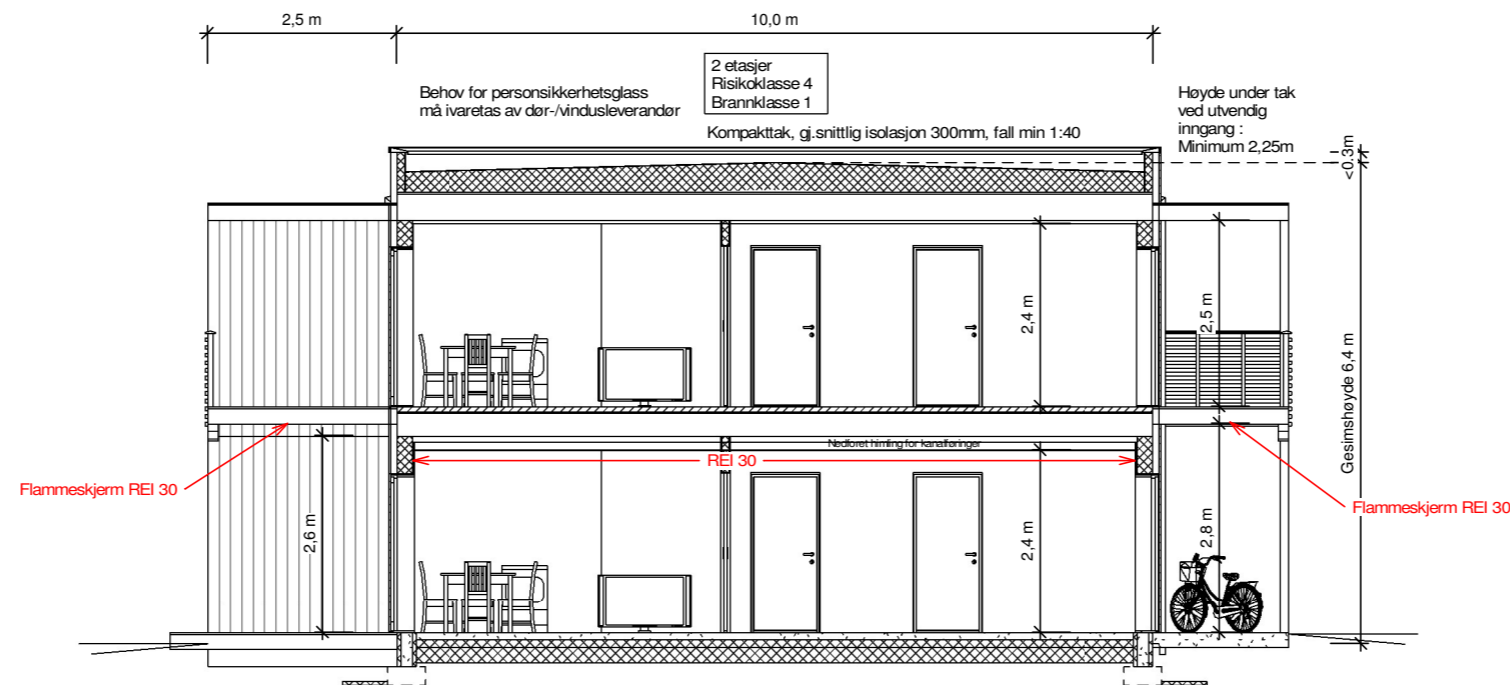 2,5 m
10,0 m
2 etasjer
Risikoklasse 4
Brannklasse 1
Behov for personsikkerhetsglass
må ivaretas av dør-/vindusleverandør
Høyde under tak
ved utvendig
inngang :
Minimum 2,25m
Kompakttak, gj.snittlig isolasjon 300mm, fall min 1:40
<0.3m
2,4 m
2,5 m
Gesimshøyde 6,4 m
Nedforet himling for kanalføringer
REI 30
Flammeskjerm REI 30
Flammeskjerm REI 30
2,6 m
2,4 m
2,8 m